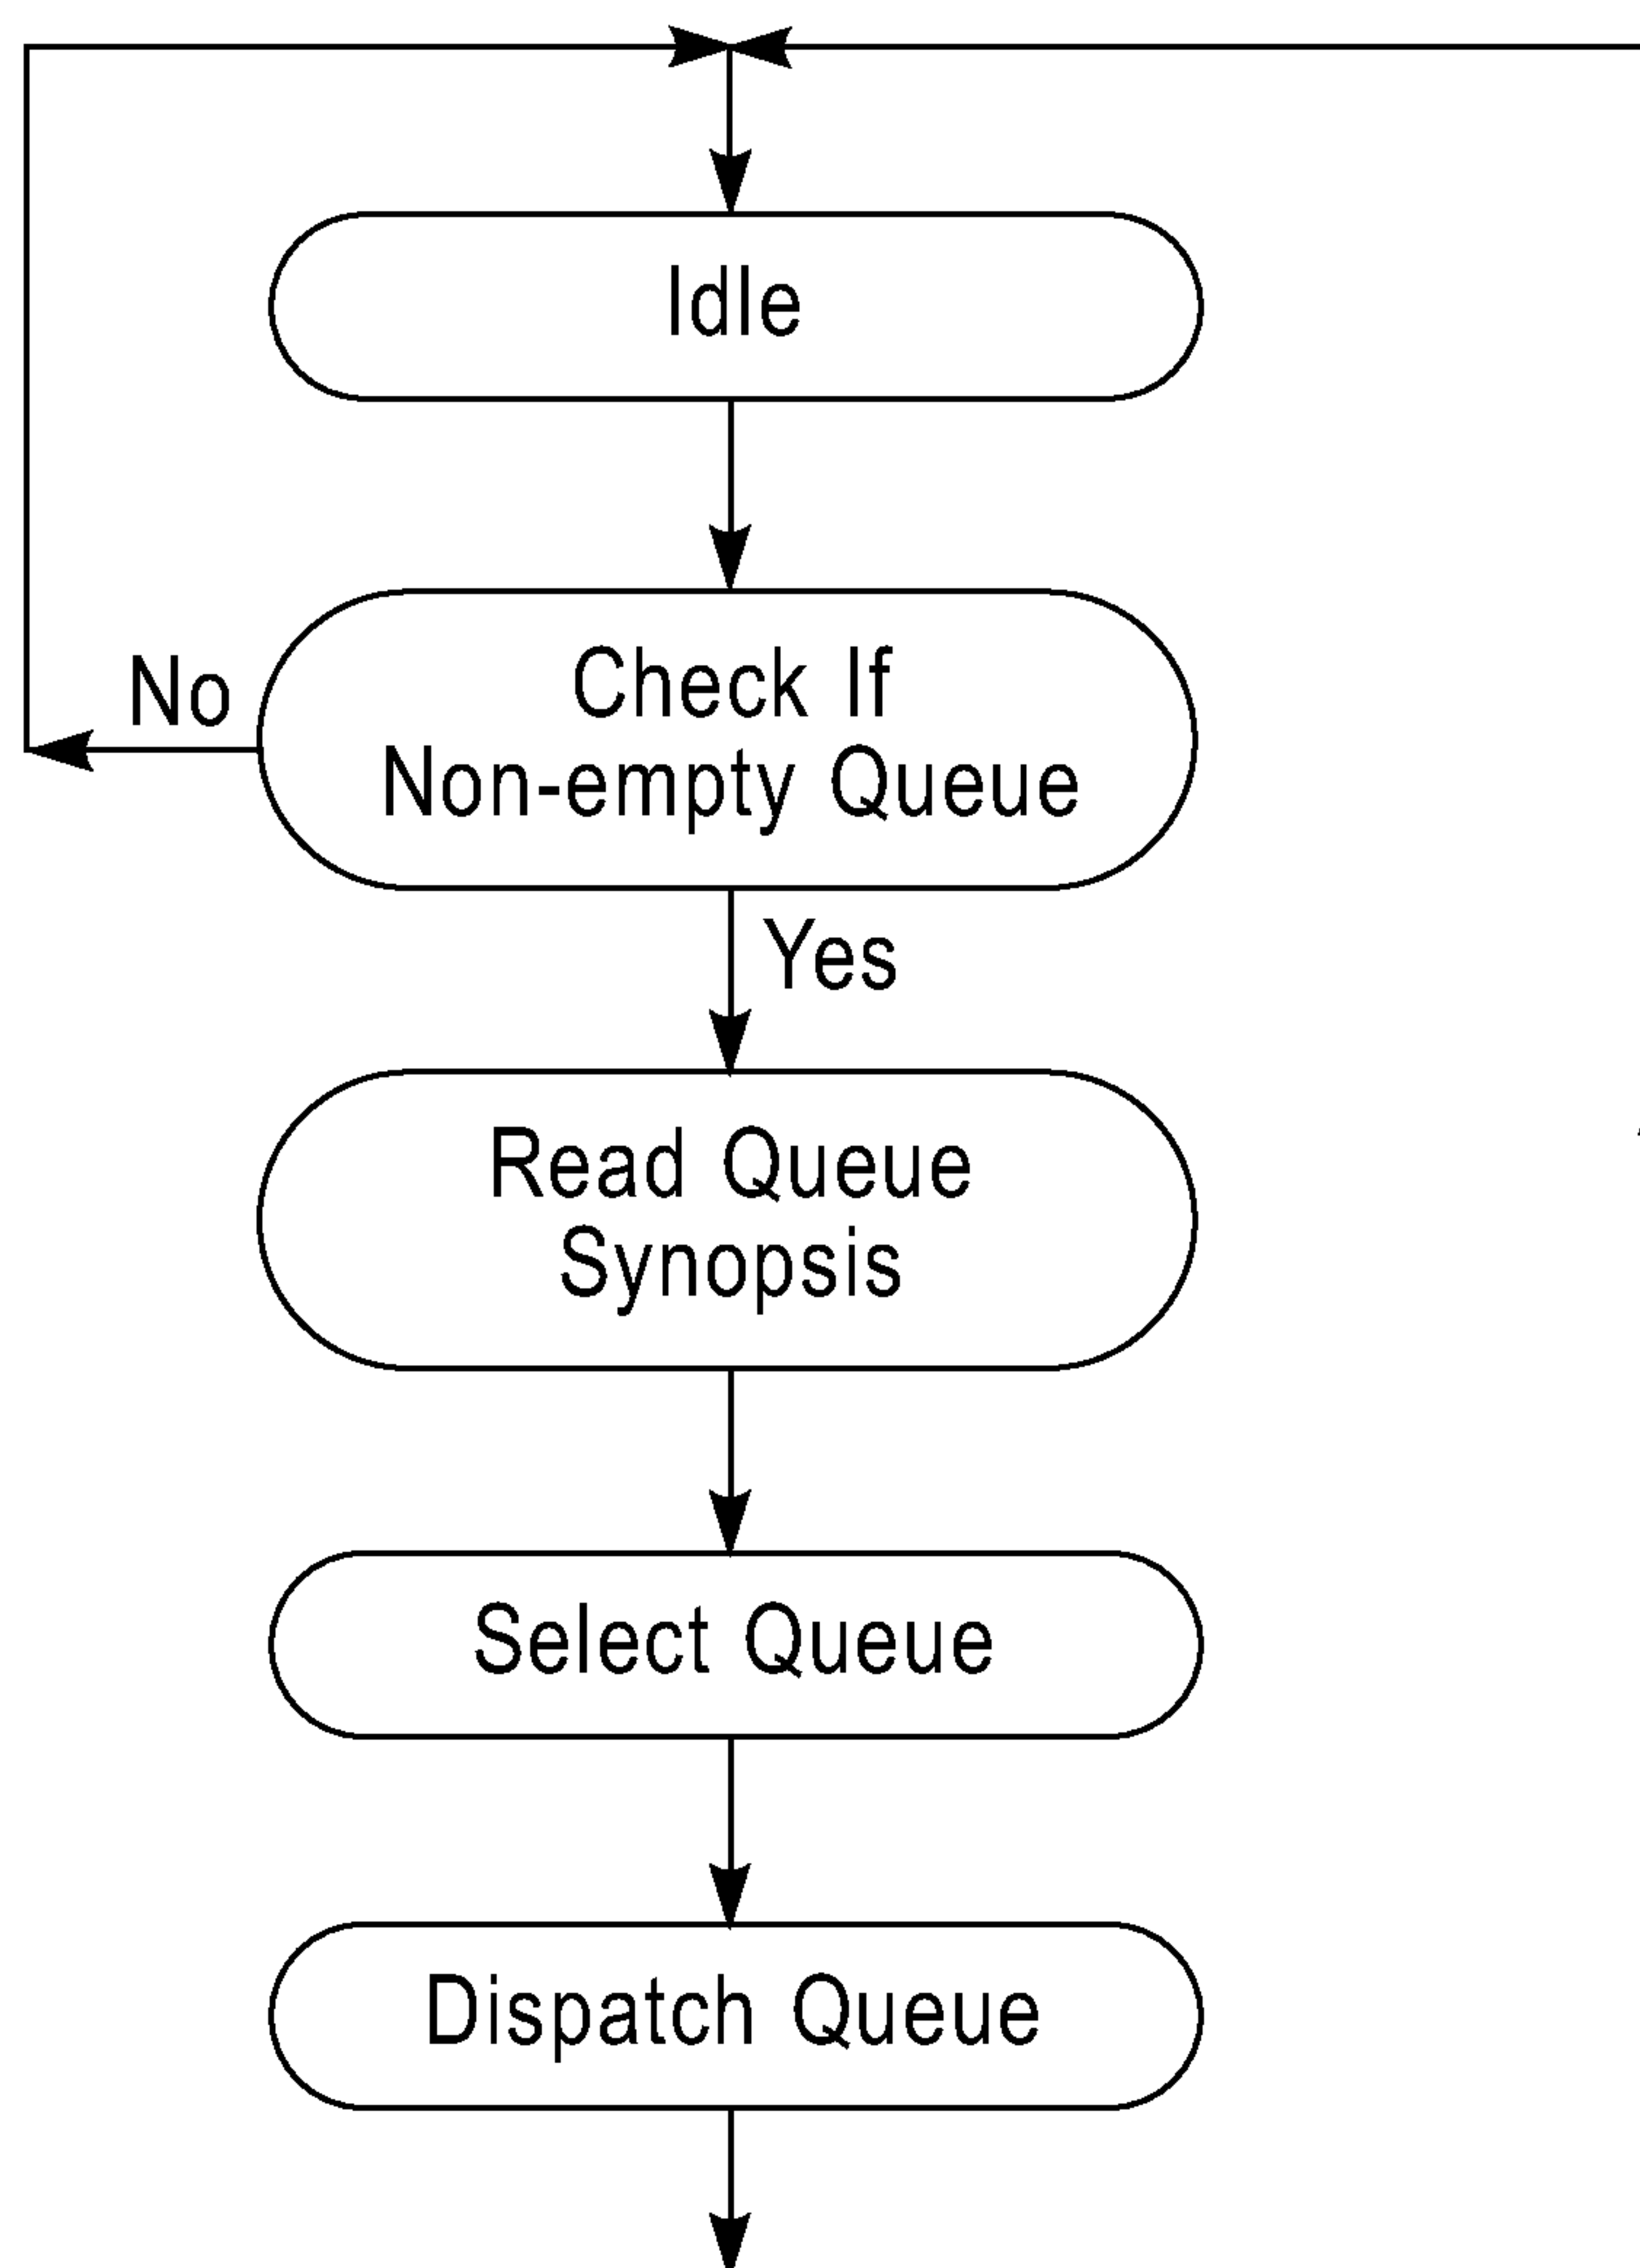 Idle
Check If
Non-empty Queue
No
Yes
Read Queue
Synopsis
Select Queue
Dispatch Queue